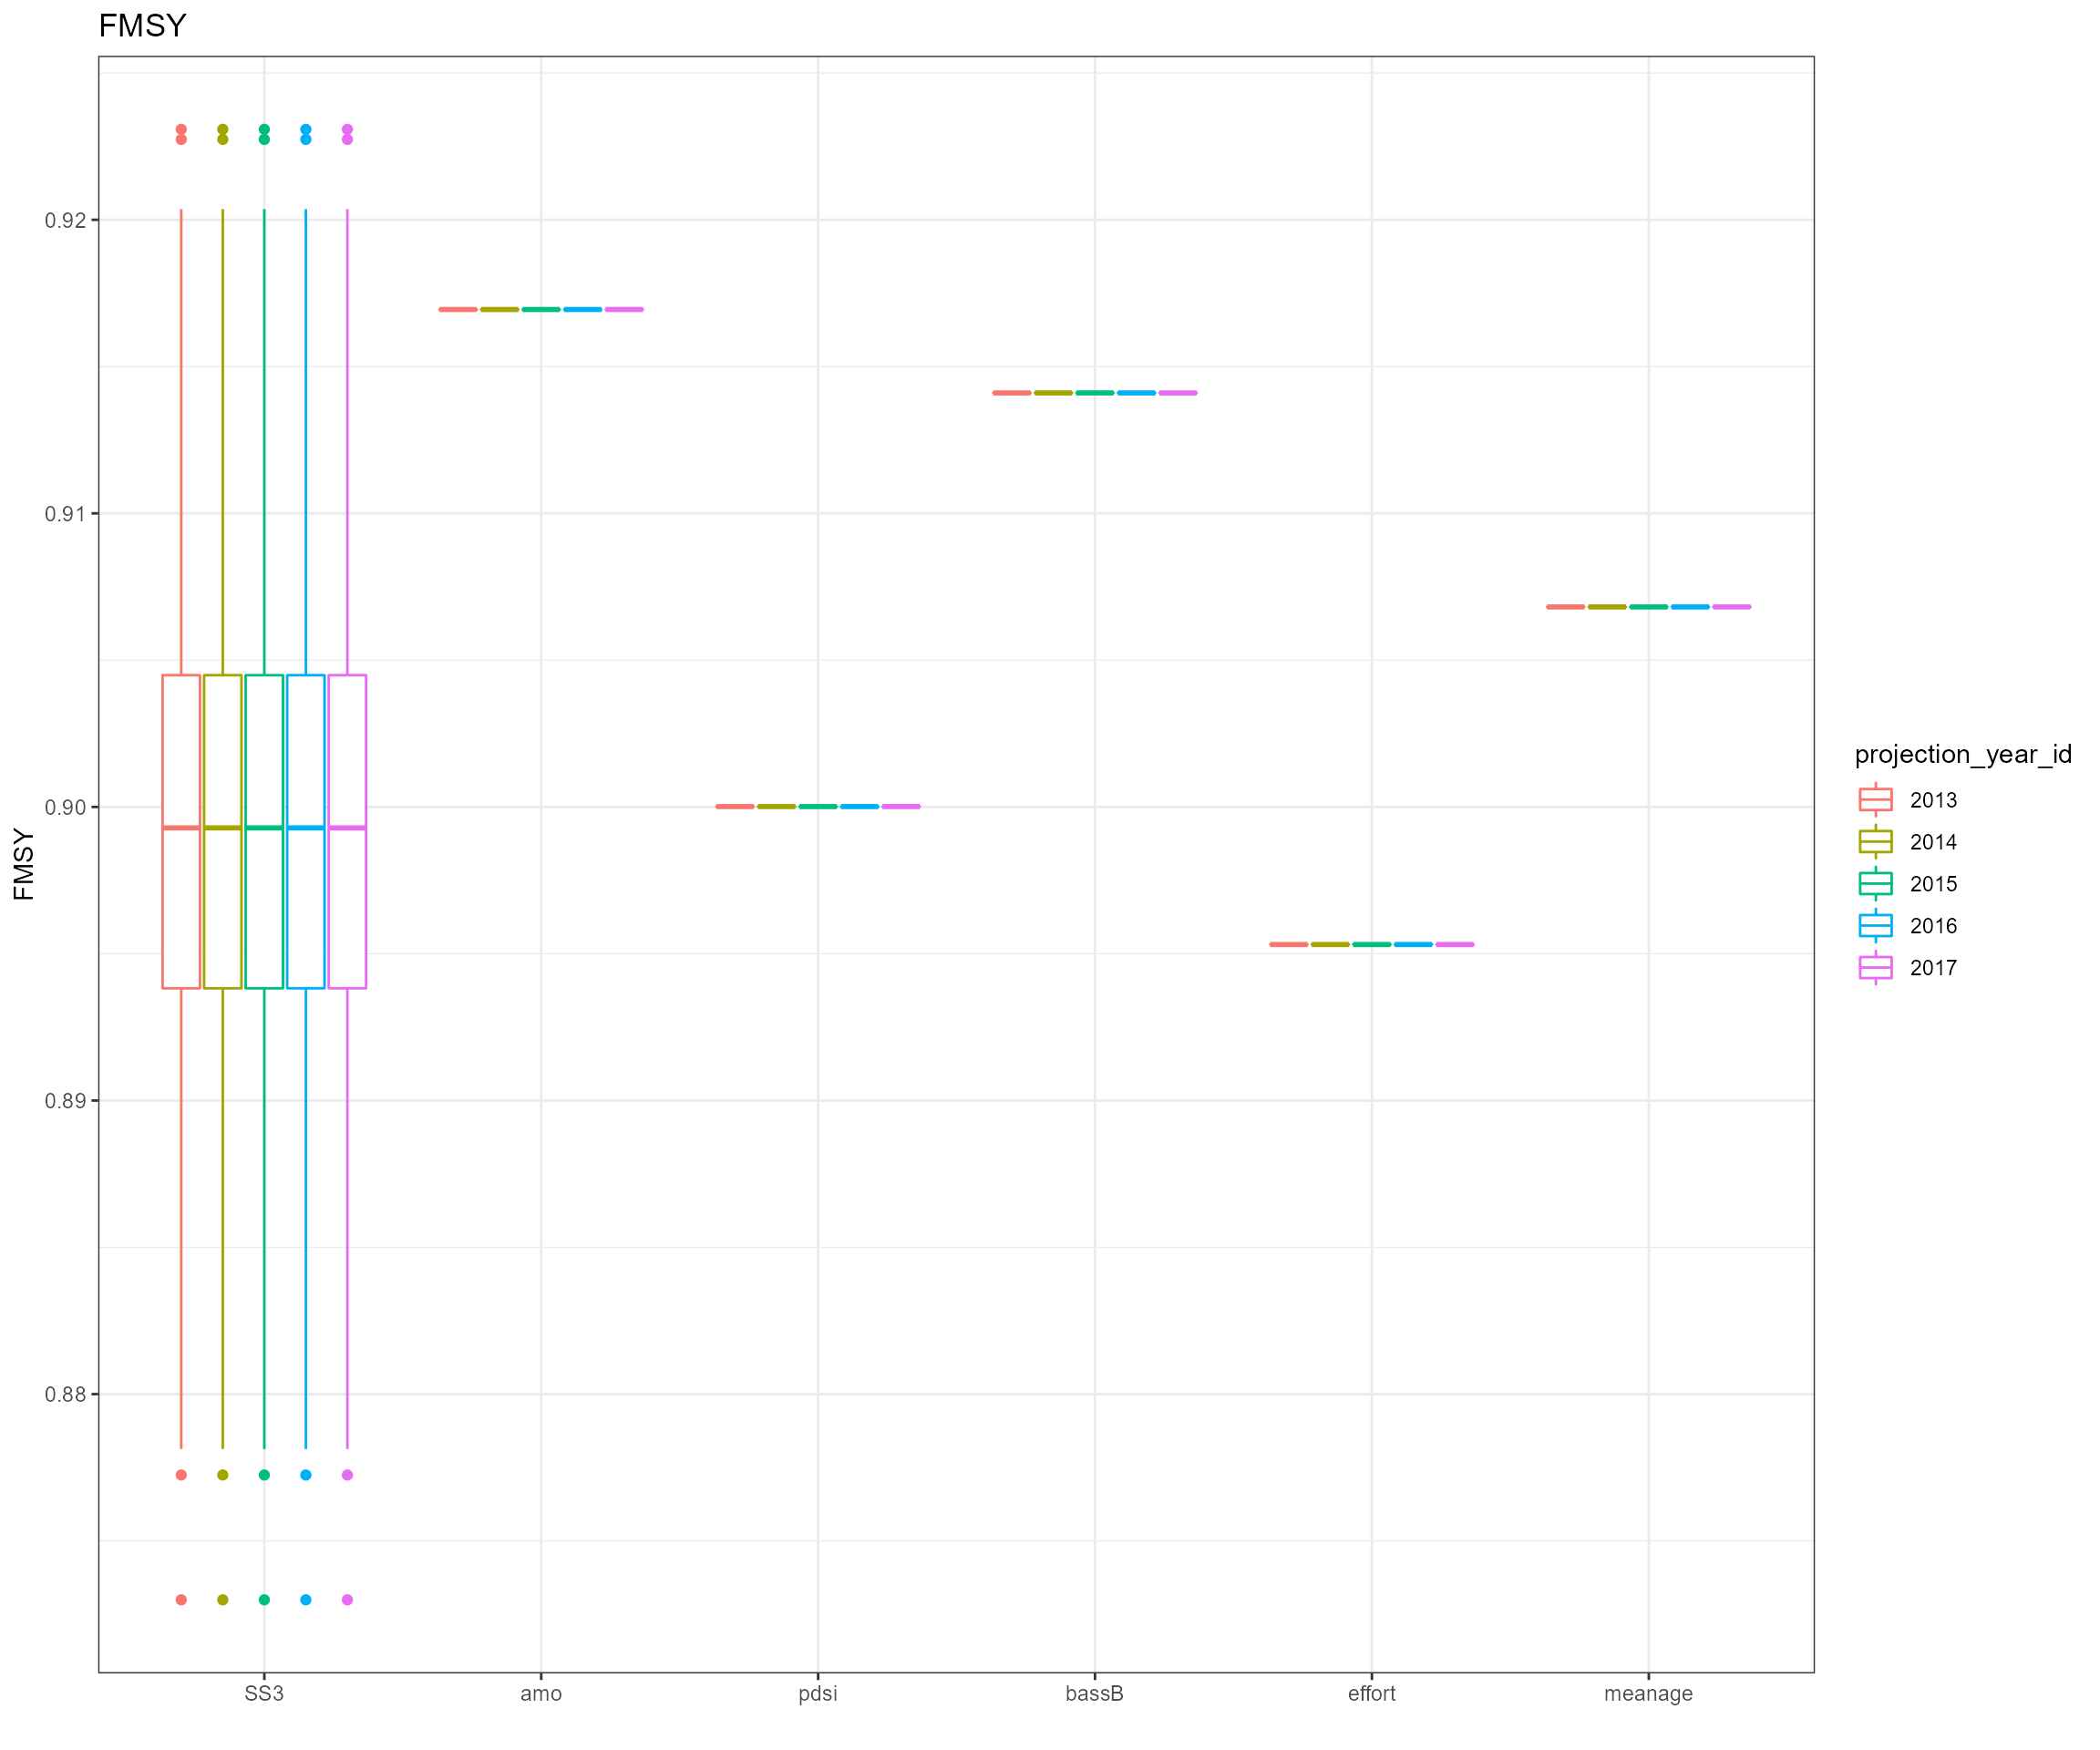 FMSY
0.92
0.91
0.90
0.89
0.88
FMSY
SS3 amo pdsi bassB effort meanage
projection_year_id
2013
2014
2015
2016
2017